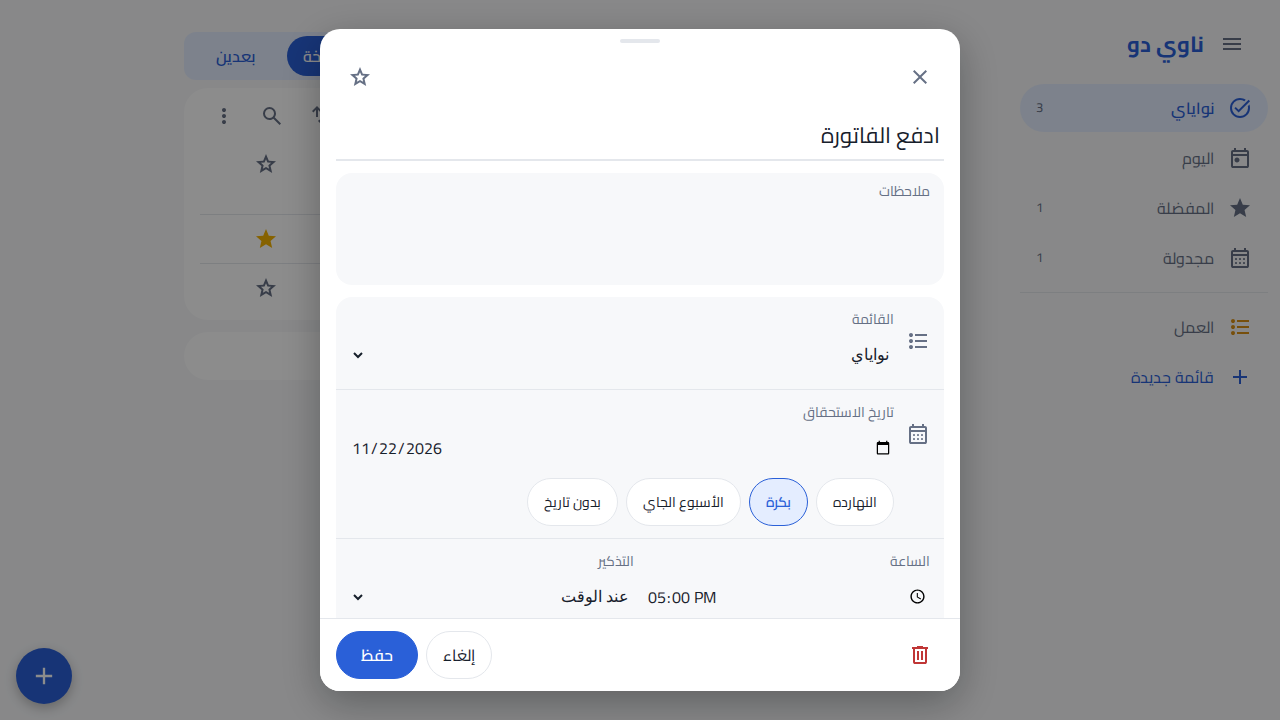 ناوي دو
نواياي
3
اليوم
المفضلة
1
مجدولة
1
العمل
قائمة جديدة
بعدين
ادفع الفاتورة
ملاحظات
القائمة
نواياي
تاريخ الاستحقاق
11/22/2026
النهارده
بكرة
الأسبوع الجاي
بدون تاريخ
الساعة
التذكير
05:00 PM
عند الوقت
إلغاء
حفظ